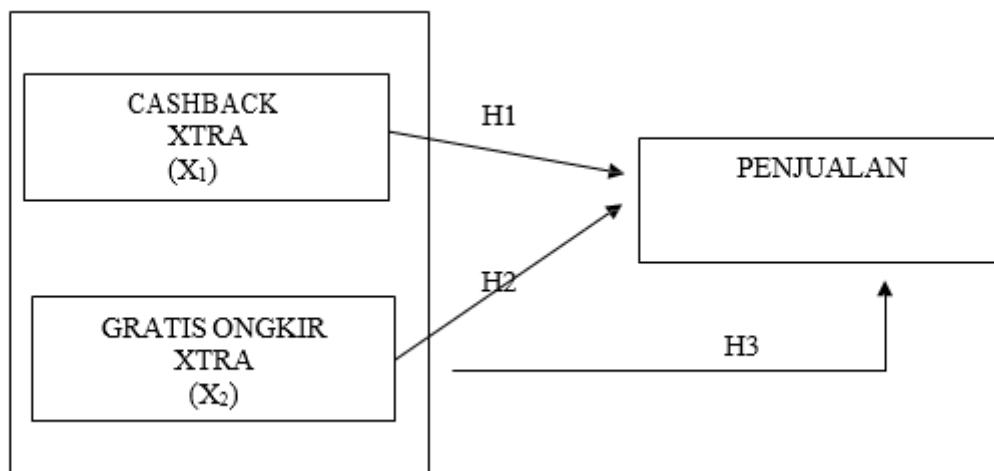 CASHBACK
XTRA
(X₁)
H1
PENJUALAN
H2
GRATIS ONGKIR
XTRA
(X₂)
H3